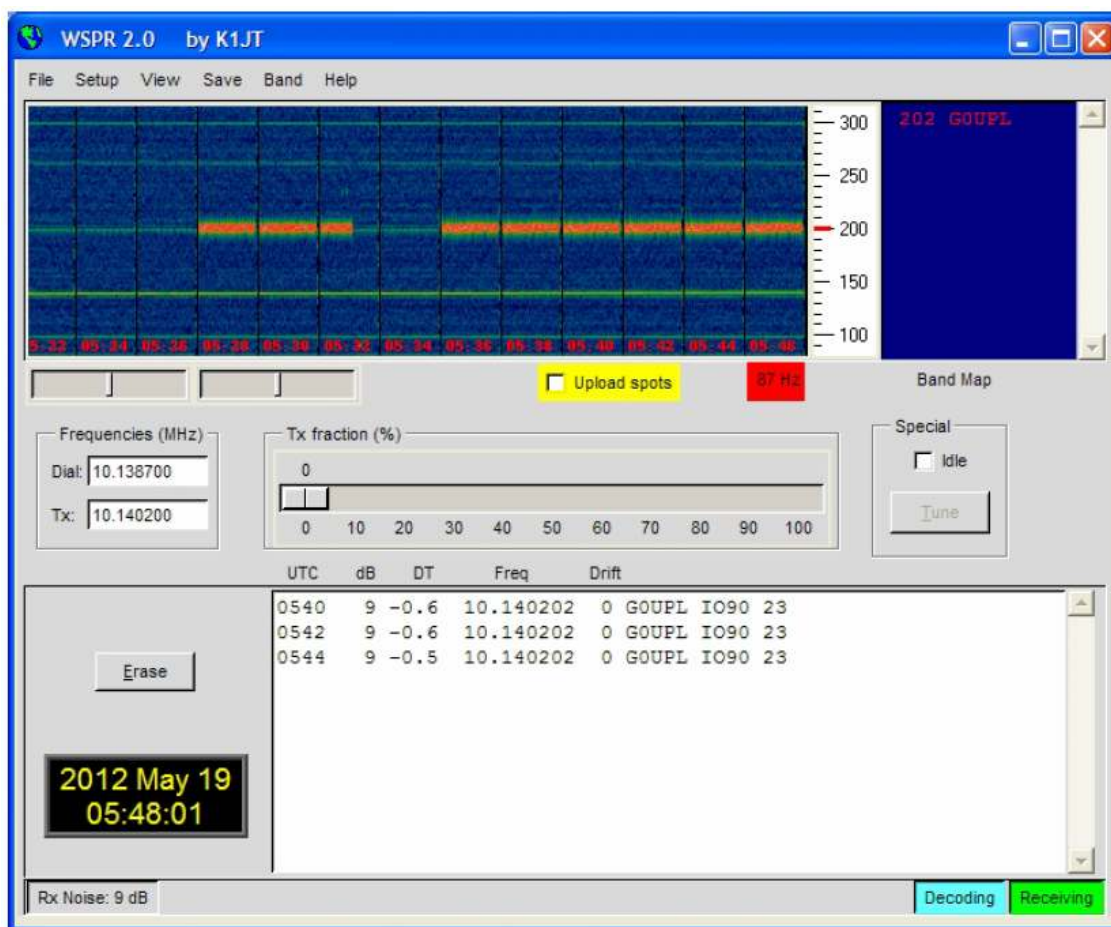 WSPR 2.0 by K1JT
File Setup View Save Band Help
300
250
200
150
100
5:22 05:24 05:26 05:28 05:30 05:32 05:34 05:36 05:38 05:40 05:42 05:44 05:46
202 G0UPL
Upload spots
87 Hz
Band Map
Frequencies (MHz)
Dial: 10.138700
Tx: 10.140200
Tx fraction (%)
0
0 10 20 30 40 50 60 70 80 90 100
Special
Idle
Tune
UTC dB DT Freq Drift
0540 9 -0.6 10.140202 0 G0UPL IO90 23
0542 9 -0.6 10.140202 0 G0UPL IO90 23
0544 9 -0.5 10.140202 0 G0UPL IO90 23
Erase
2012 May 19
05:48:01
Rx Noise: 9 dB
Decoding
Receiving